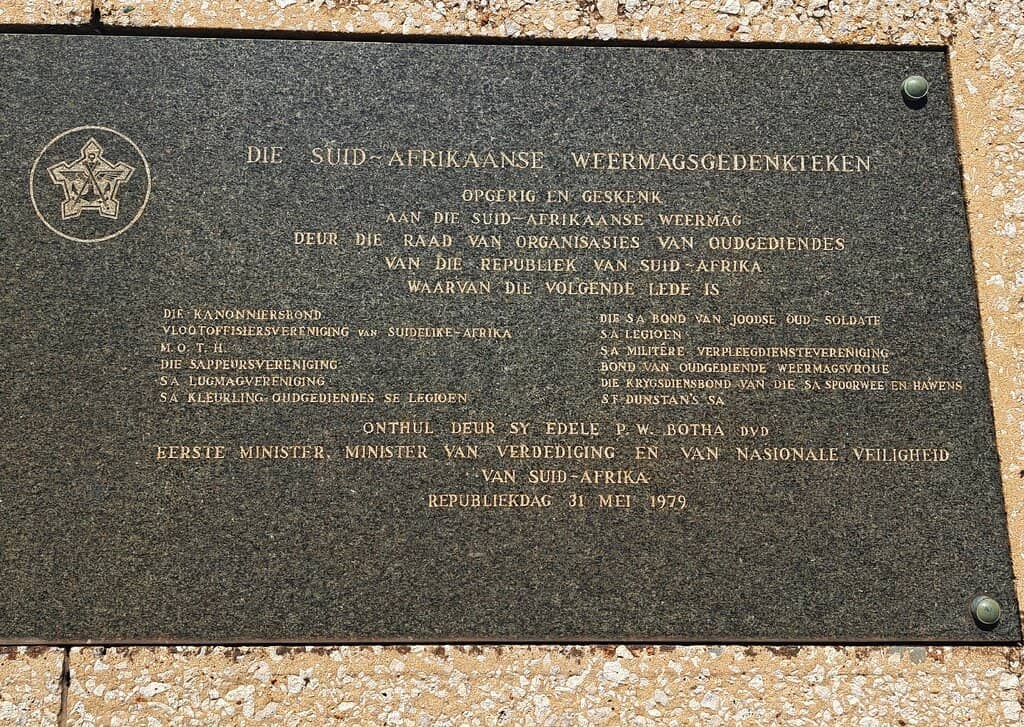 DIE SUID-AFRIKAANSE WEERMAGSGEDENKTEKEN
OPGERIG EN GESKENK
AAN DIE SUID-AFRIKAANSE WEERMAG
DEUR DIE RAAD VAN ORGANISASIES VAN OUDGEDIENDES
VAN DIE REPUBLIEK VAN SUID-AFRIKA
WAARVAN DIE VOLGENDE LEDE IS
DIE KANONNIERSBOND
VLOOTOFFISIERSVERENIGING VAN SUIDELIKE-AFRIKA
M.O.T.H.
DIE SAPPEURSVERENIGING
SA LUGMAGVERENIGING
SA KLEURLING-OUDGEDIENDES SE LEGIOEN
DIE SA BOND VAN JOODSE OUD-SOLDATE
SA LEGIOEN
SA MILITÊRE VERPLEEGDIENSTEVERENIGING
BOND VAN OUDGEDIENDE WEERMAGSVROUE
DIE KRYGSDIENSBOND VAN DIE SA SPOORWEË EN HAWENS
ST DUNSTAN'S SA
ONTHUL DEUR SY EDELE P.W. BOTHA DVD
EERSTE MINISTER, MINISTER VAN VERDEDIGING EN VAN NASIONALE VEILIGHEID
VAN SUID-AFRIKA
REPUBLIEKDAG 31 MEI 1979